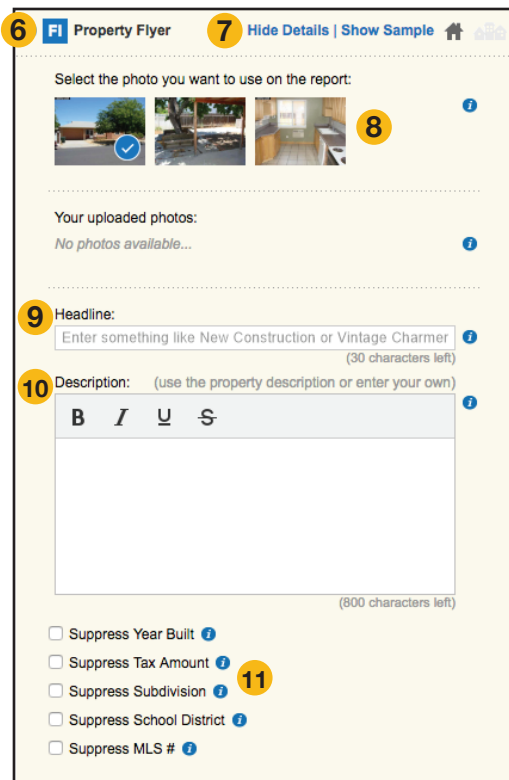 6 FI Property Flyer 7 Hide Details | Show Sample
Select the photo you want to use on the report:
8
Your uploaded photos:
No photos available...
9 Headline:
Enter something like New Construction or Vintage Charmer
(30 characters left)
10 Description: (use the property description or enter your own)
B I U S
(800 characters left)
Suppress Year Built
Suppress Tax Amount
11
Suppress Subdivision
Suppress School District
Suppress MLS #